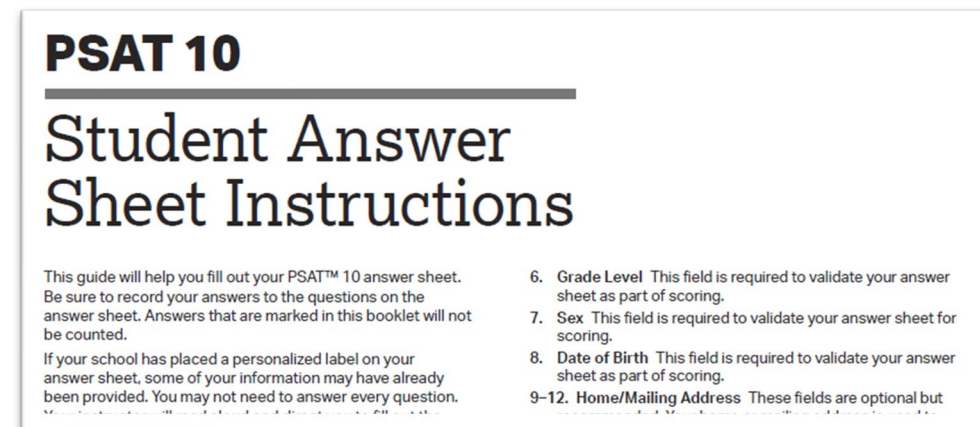 PSAT 10
Student Answer
Sheet Instructions
This guide will help you fill out your PSAT™ 10 answer sheet.
Be sure to record your answers to the questions on the
answer sheet. Answers that are marked in this booklet will not
be counted.
If your school has placed a personalized label on your
answer sheet, some of your information may have already
been provided. You may not need to answer every question.
6. Grade Level This field is required to validate your answer
sheet as part of scoring.
7. Sex This field is required to validate your answer sheet for
scoring.
8. Date of Birth This field is required to validate your answer
sheet as part of scoring.
9–12. Home/Mailing Address These fields are optional but